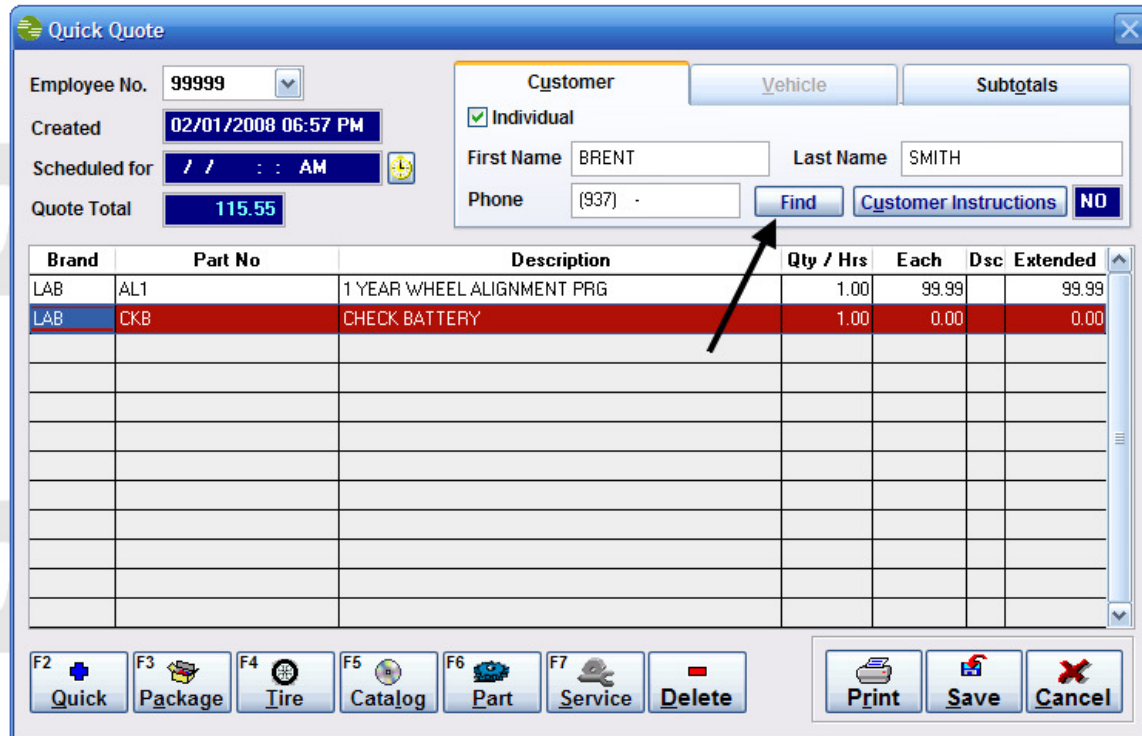 Quick Quote
Employee No. 99999
Created 02/01/2008 06:57 PM
Scheduled for / / : : AM
Quote Total 115.55
Customer Vehicle Subtotals
Individual
First Name BRENT Last Name SMITH
Phone (937) - Find Customer Instructions NO
Brand Part No Description Qty / Hrs Each Dsc Extended
LAB AL1 1 YEAR WHEEL ALIGNMENT PRG 1.00 99.99 99.99
LAB CKB CHECK BATTERY 1.00 0.00 0.00
F2 Quick F3 Package F4 Tire F5 Catalog F6 Part F7 Service Delete Print Save Cancel